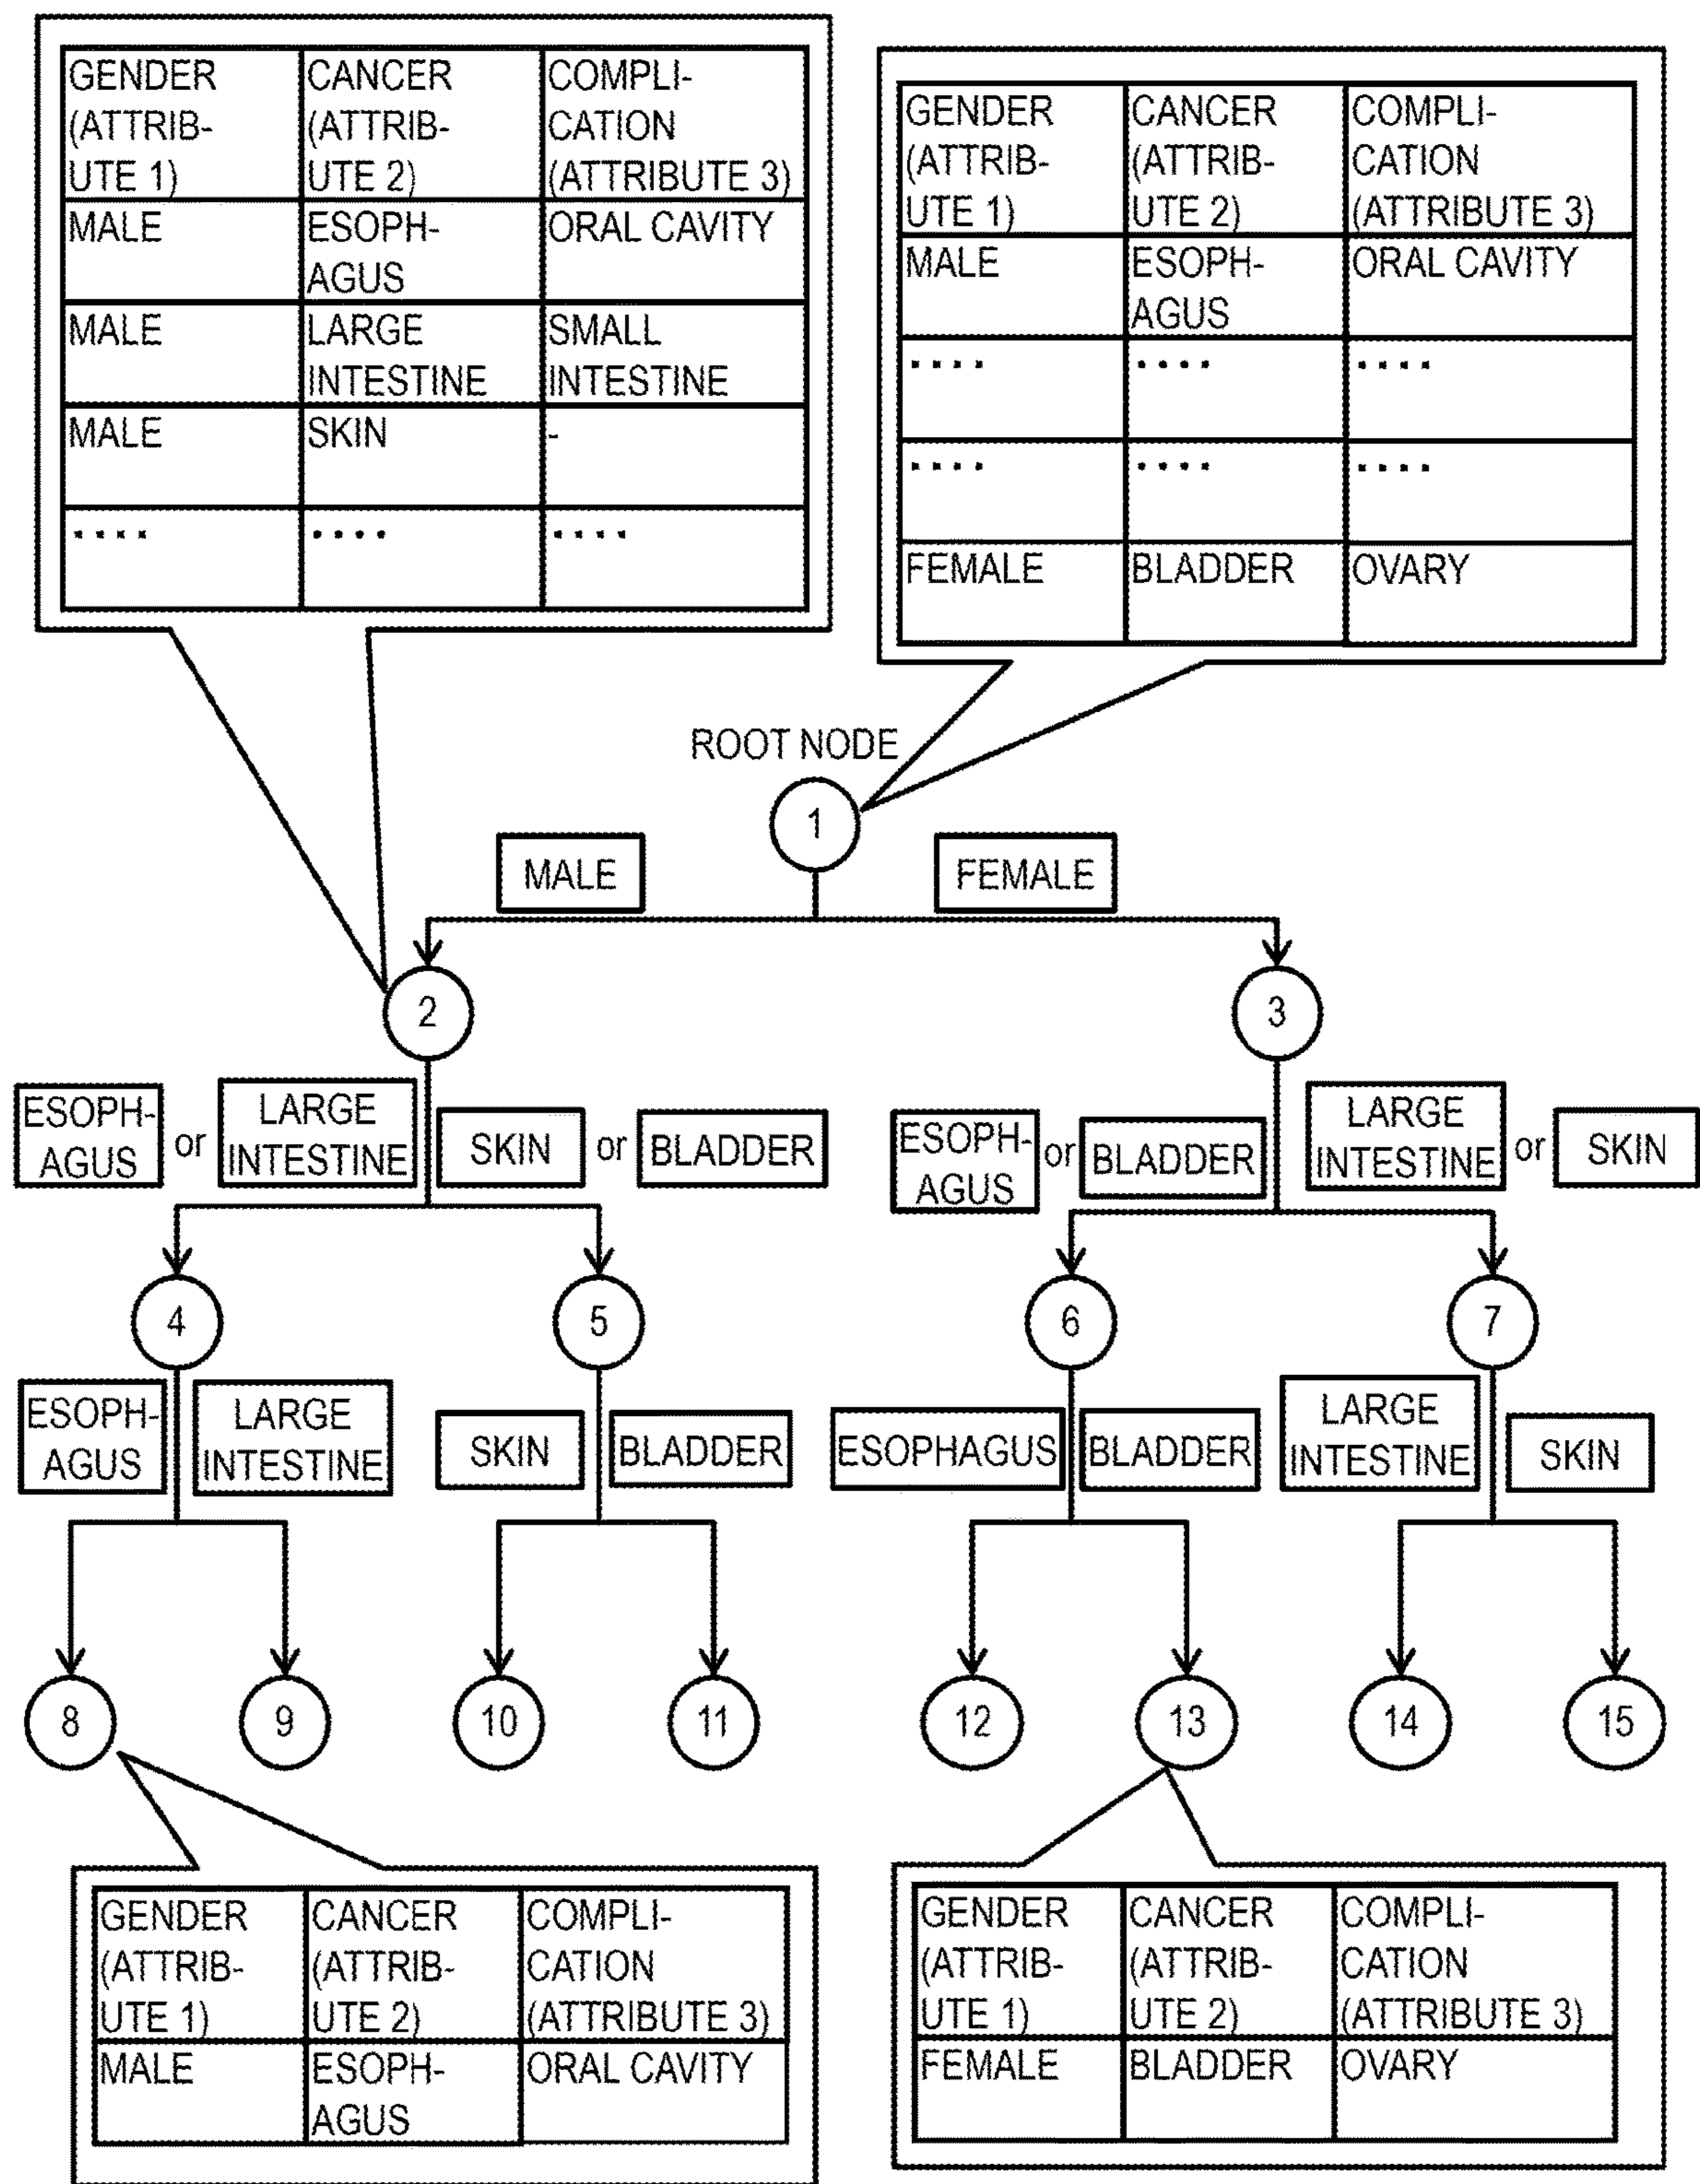 GENDER
(ATTRIB-
UTE 1)
CANCER
(ATTRIB-
UTE 2)
COMPLI-
CATION
(ATTRIBUTE 3)
MALE
ESOPH-
AGUS
ORAL CAVITY
MALE
LARGE
INTESTINE
SMALL
INTESTINE
MALE
SKIN
-
....
....
....
GENDER
(ATTRIB-
UTE 1)
CANCER
(ATTRIB-
UTE 2)
COMPLI-
CATION
(ATTRIBUTE 3)
MALE
ESOPH-
AGUS
ORAL CAVITY
....
....
....
....
....
....
FEMALE
BLADDER
OVARY
ROOT NODE
1
MALE
FEMALE
2
3
ESOPH-
AGUS
or
LARGE
INTESTINE
SKIN
or
BLADDER
ESOPH-
AGUS
or
BLADDER
LARGE
INTESTINE
or
SKIN
4
5
6
7
ESOPH-
AGUS
LARGE
INTESTINE
SKIN
BLADDER
ESOPHAGUS
BLADDER
LARGE
INTESTINE
SKIN
8
9
10
11
12
13
14
15
GENDER
(ATTRIB-
UTE 1)
CANCER
(ATTRIB-
UTE 2)
COMPLI-
CATION
(ATTRIBUTE 3)
MALE
ESOPH-
AGUS
ORAL CAVITY
GENDER
(ATTRIB-
UTE 1)
CANCER
(ATTRIB-
UTE 2)
COMPLI-
CATION
(ATTRIBUTE 3)
FEMALE
BLADDER
OVARY